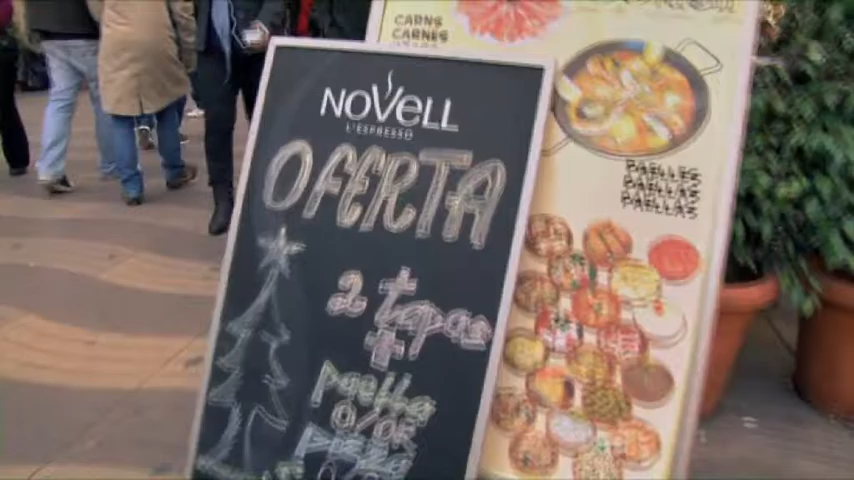 NOVELL
L'ESPRESSO
OFERTA
2 tapas
+
paella
o/or
CARNS
CARNES
PAELLES
PAELLAS
PAELLAS